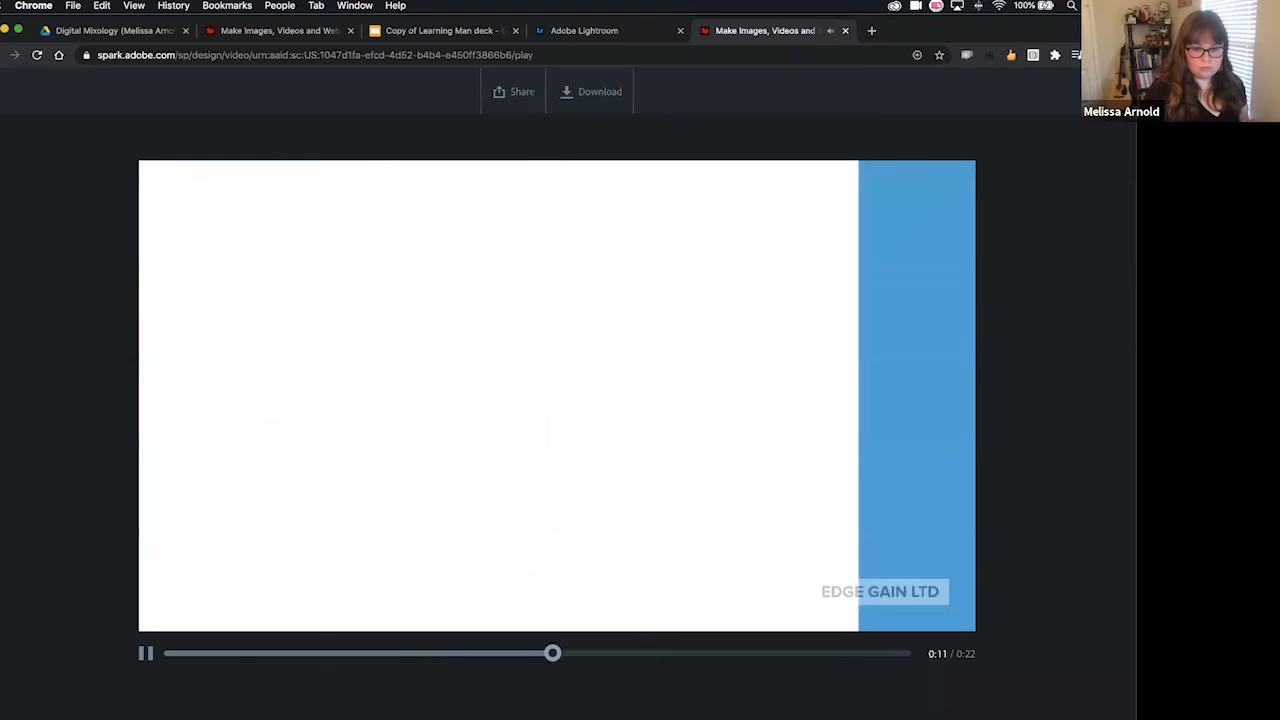 Chrome File Edit View History Bookmarks People Tab Window Help 100%
Digital Mixology (Melissa Arno Make Images, Videos and Web Copy of Learning Man deck - Adobe Lightroom Make Images, Videos and
spark.adobe.com/sp/design/video/urn:aaid:sc:US:1047d1fa-efcd-4d52-b4b4-e450ff3868b6/play
Share Download
Melissa Arnold
EDGE GAIN LTD
0:11 / 0:22